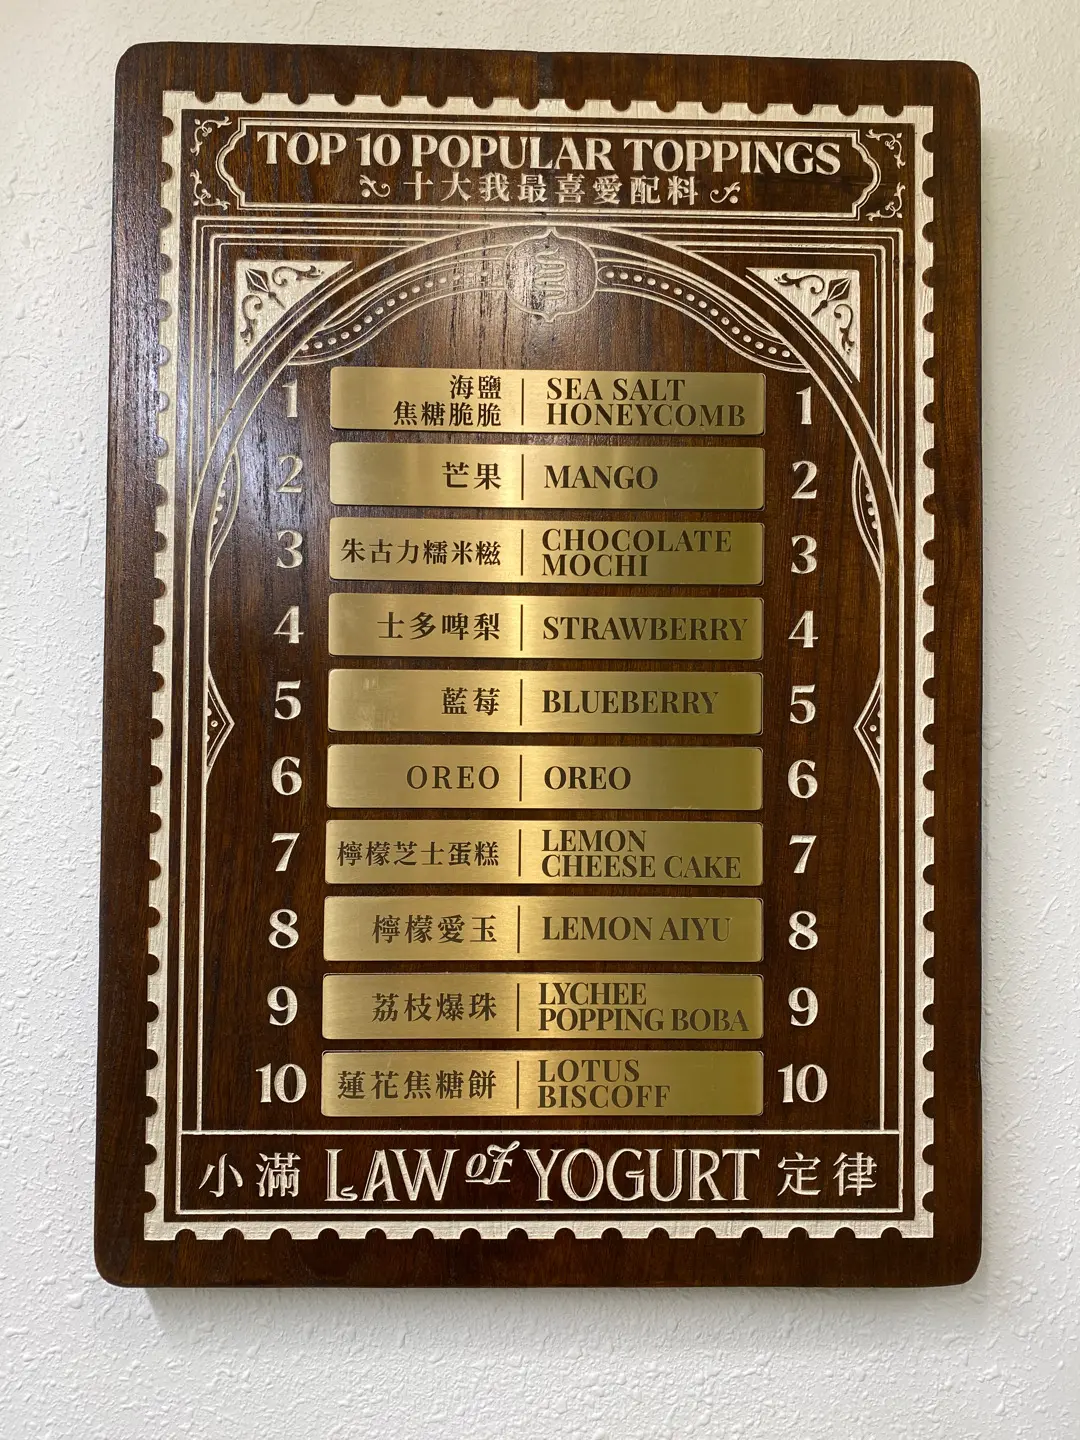 TOP 10 POPULAR TOPPINGS
十大我最喜愛配料
1 海鹽 SEA SALT 1
焦糖脆脆 HONEYCOMB
2 芒果 MANGO 2
3 朱古力糯米糍 CHOCOLATE MOCHI 3
4 士多啤梨 STRAWBERRY 4
5 藍莓 BLUEBERRY 5
6 OREO OREO 6
7 檸檬芝士蛋糕 LEMON CHEESE CAKE 7
8 檸檬愛玉 LEMON AIYU 8
9 荔枝爆珠 LYCHEE POPPING BOBA 9
10 蓮花焦糖餅 LOTUS BISCOFF 10
小滿 LAW of YOGURT 定律